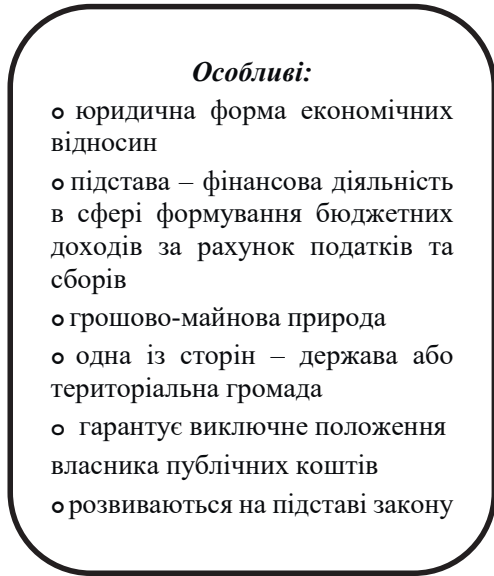 Особливі:
o юридична форма економічних
відносин
o підстава – фінансова діяльність
в сфері формування бюджетних
доходів за рахунок податків та
сборів
o грошово-майнова природа
o одна із сторін – держава або
територіальна громада
o гарантує виключне положення
власника публічних коштів
o розвиваються на підставі закону